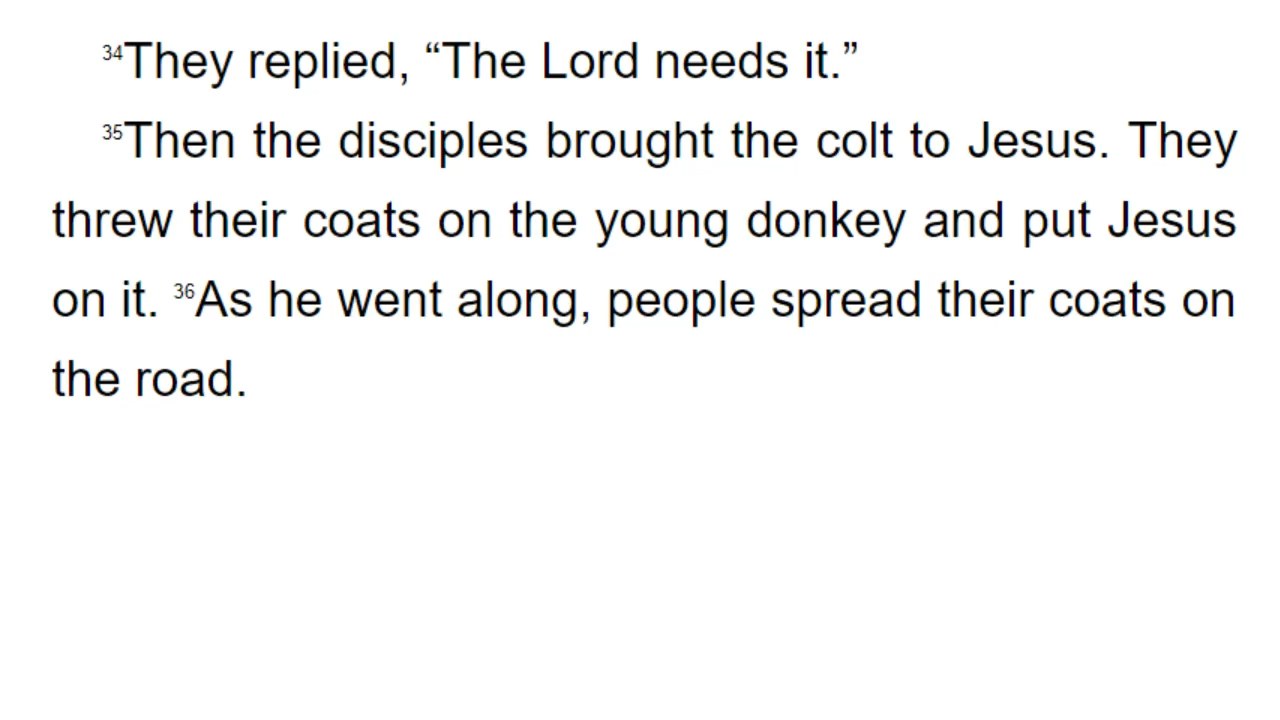 34They replied, “The Lord needs it.”
35Then the disciples brought the colt to Jesus. They
threw their coats on the young donkey and put Jesus
on it. 36As he went along, people spread their coats on
the road.